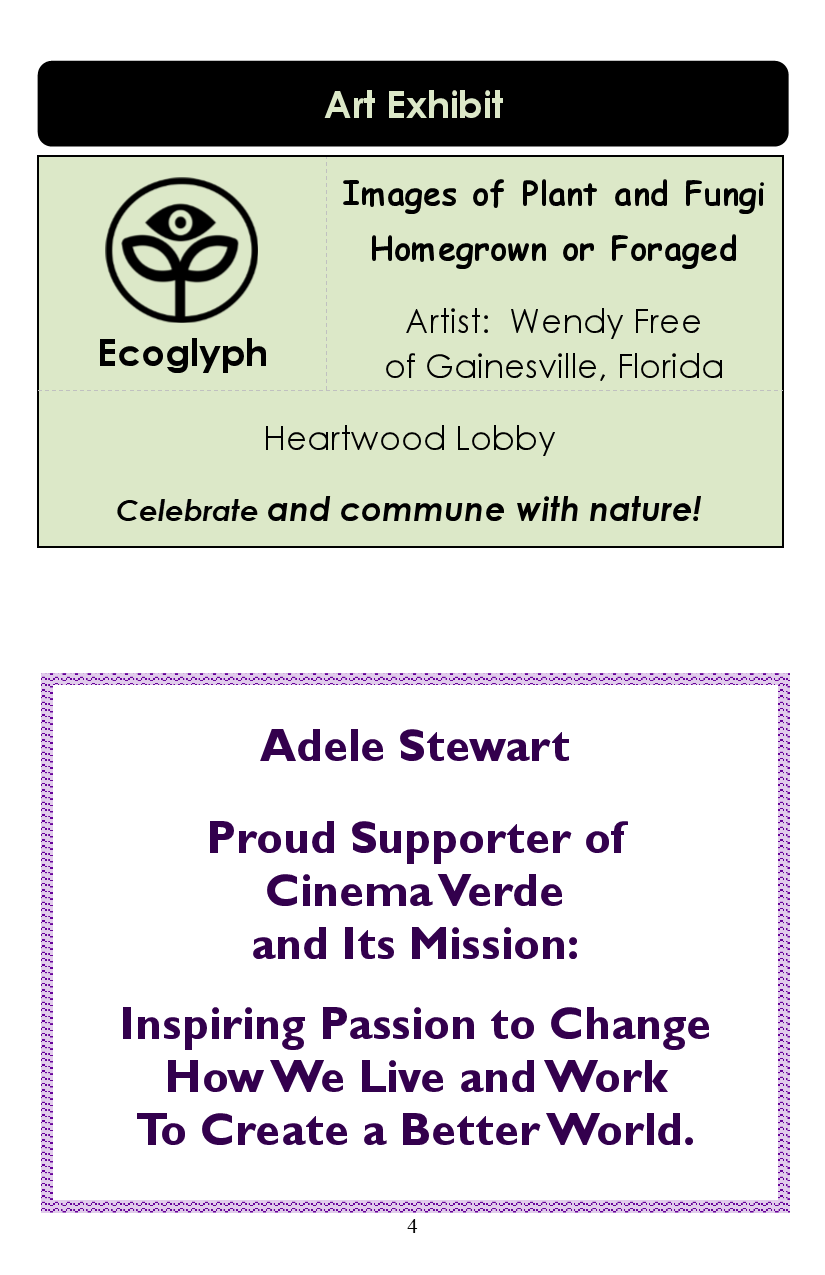 Art Exhibit
Ecoglyph
Images of Plant and Fungi
Homegrown or Foraged
Artist: Wendy Free
of Gainesville, Florida
Heartwood Lobby
Celebrate and commune with nature!
Adele Stewart
Proud Supporter of
Cinema Verde
and Its Mission:
Inspiring Passion to Change
How We Live and Work
To Create a Better World.
4